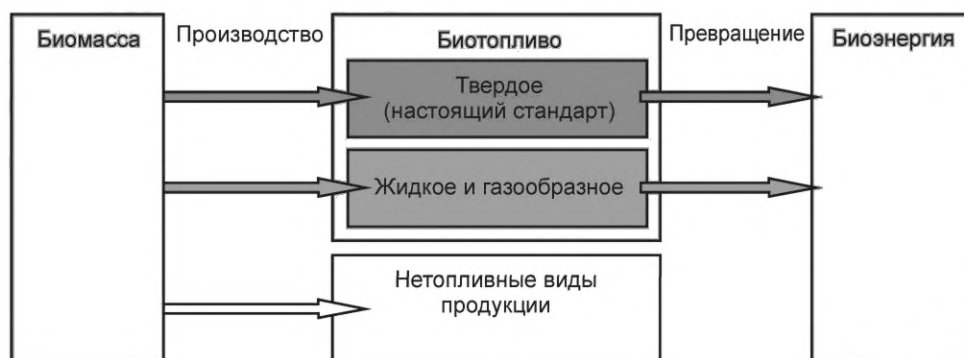 Биомасса
Производство
Биотопливо
Превращение
Биоэнергия
Твердое
(настоящий стандарт)
Жидкое и газообразное
Нетопливные виды
продукции